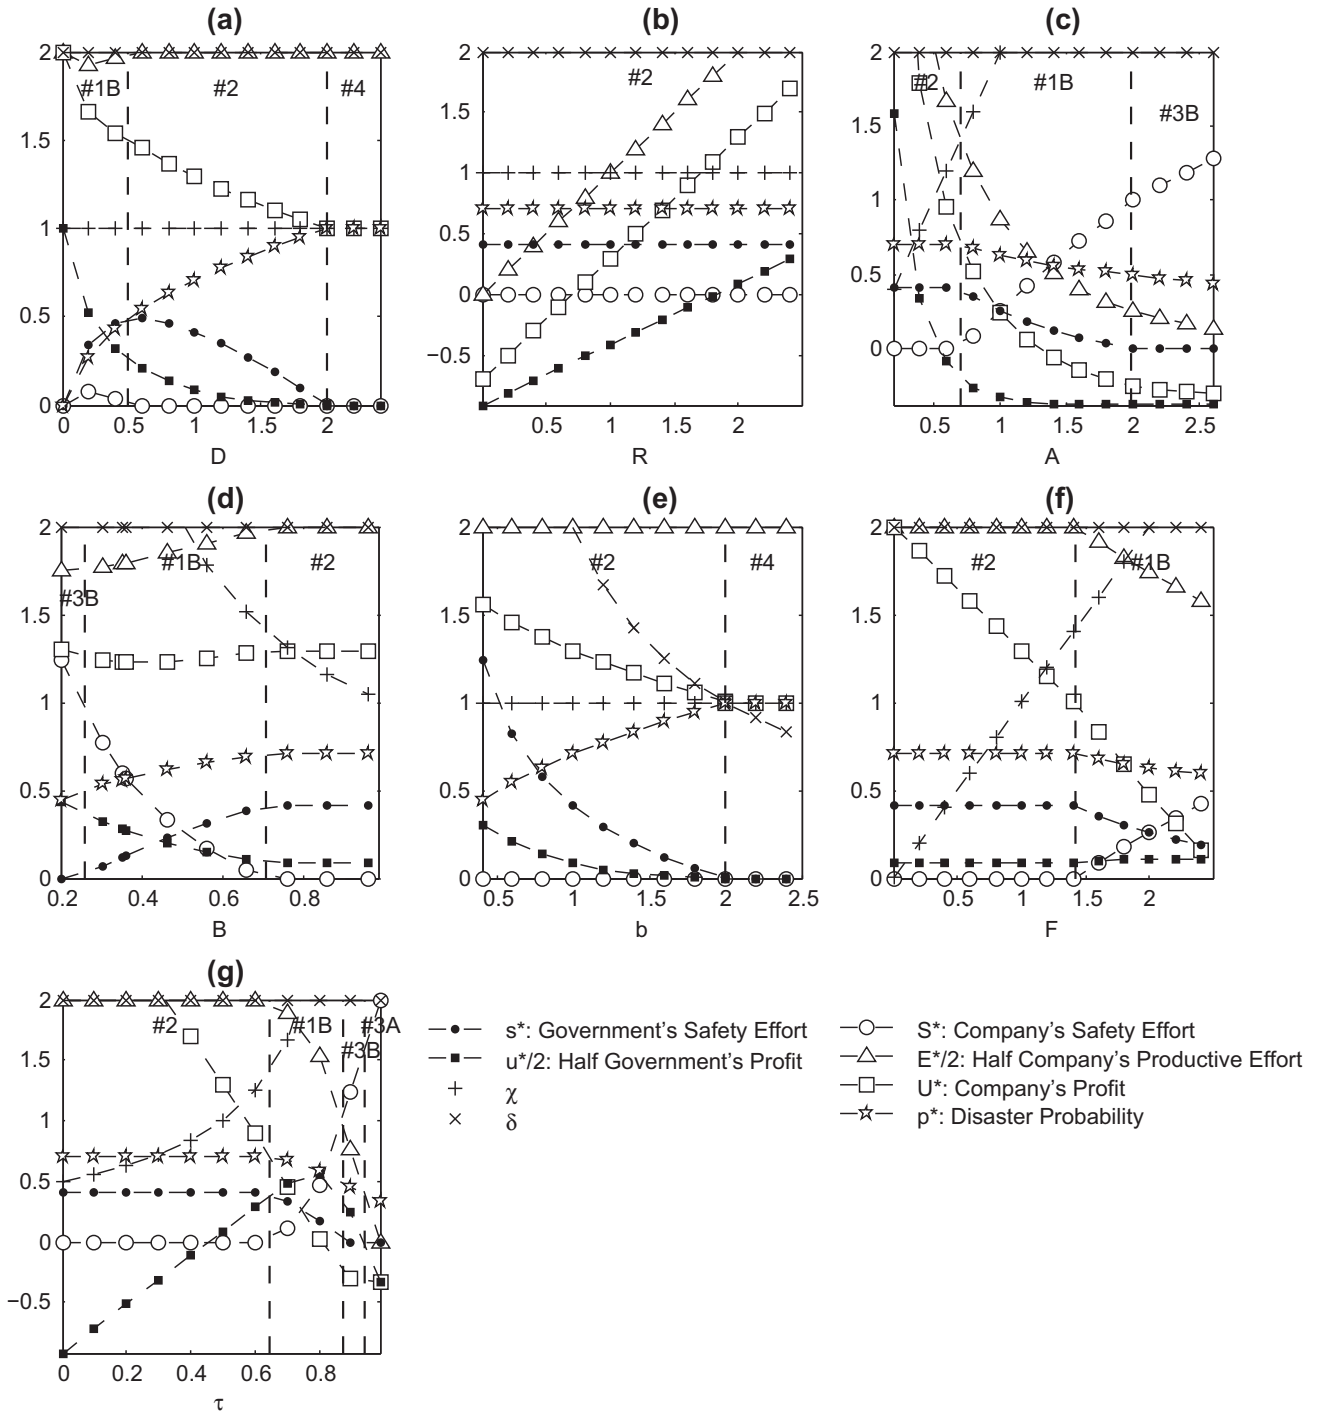 (a) (b) (c)
2 2 2
#1B #2 #4 #2 #2 #1B #3B
1.5 1.5 1.5
1 1 1
0.5 0.5 0.5
0 0 0
−0.5
0 0.5 1 1.5 2 0.5 1 1.5 2 0.5 1 1.5 2 2.5
D R A
(d) (e) (f)
2 2 2
#3B #1B #2 #2 #4 #2 #1B
1.5 1.5 1.5
1 1 1
0.5 0.5 0.5
0 0 0
0.2 0.4 0.6 0.8 0.5 1 1.5 2 2.5 0.5 1 1.5 2
B b F
(g)
2
#2 #1B #3B #3A
1.5
1
0.5
0
−0.5
0 0.2 0.4 0.6 0.8
τ
s*: Government's Safety Effort
u*/2: Half Government's Profit
χ
δ
S*: Company's Safety Effort
E*/2: Half Company's Productive Effort
U*: Company's Profit
p*: Disaster Probability